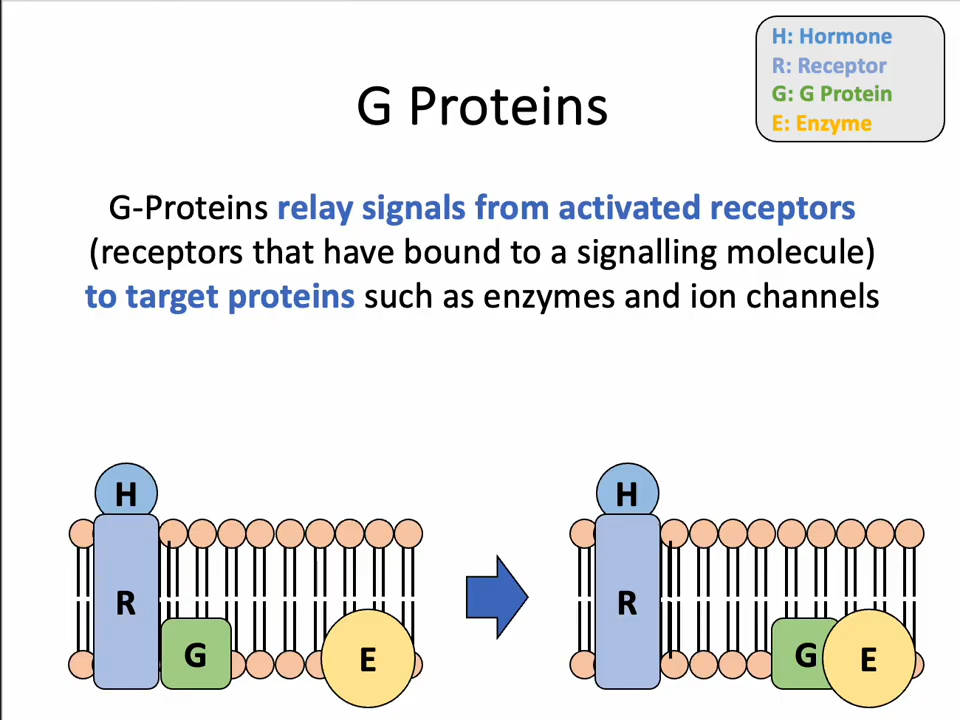 H: Hormone
R: Receptor
G: G Protein
E: Enzyme
G Proteins
G-Proteins relay signals from activated receptors
(receptors that have bound to a signalling molecule)
to target proteins such as enzymes and ion channels
H
R
G
E
H
R
G
E